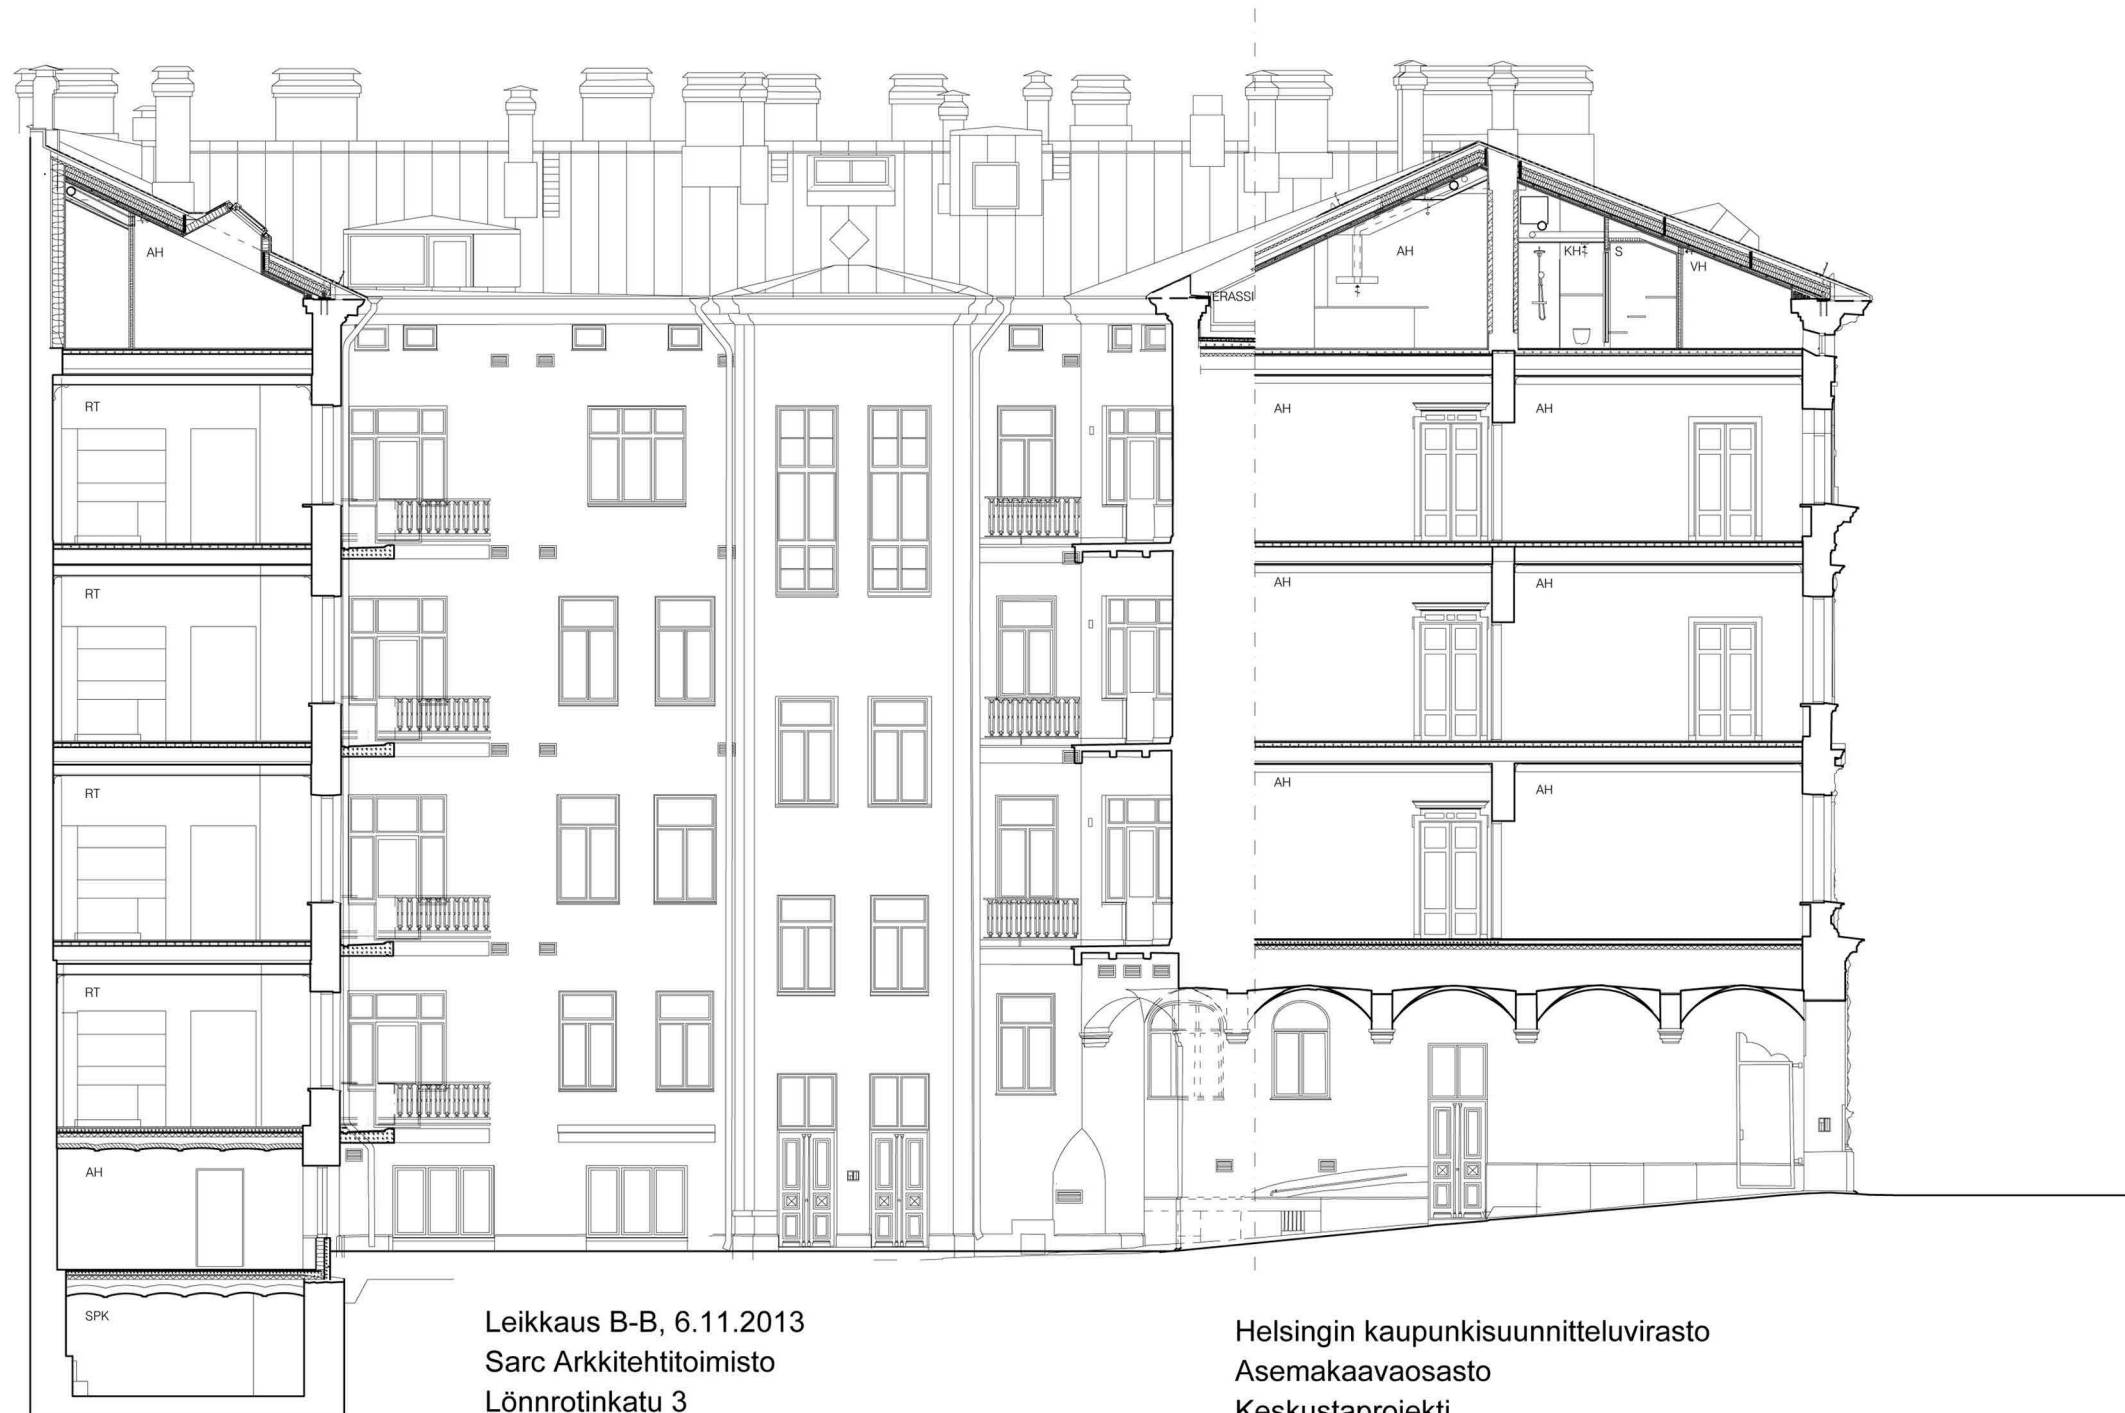 AH
AH
KH
S
VH
TERASSI
RT
AH
AH
RT
AH
AH
RT
AH
AH
RT
AH
SPK
Leikkaus B-B, 6.11.2013
Sarc Arkkitehtitoimisto
Lönnrotinkatu 3
Helsingin kaupunkisuunnitteluvirasto
Asemakaavaosasto
Keskustaprojekti